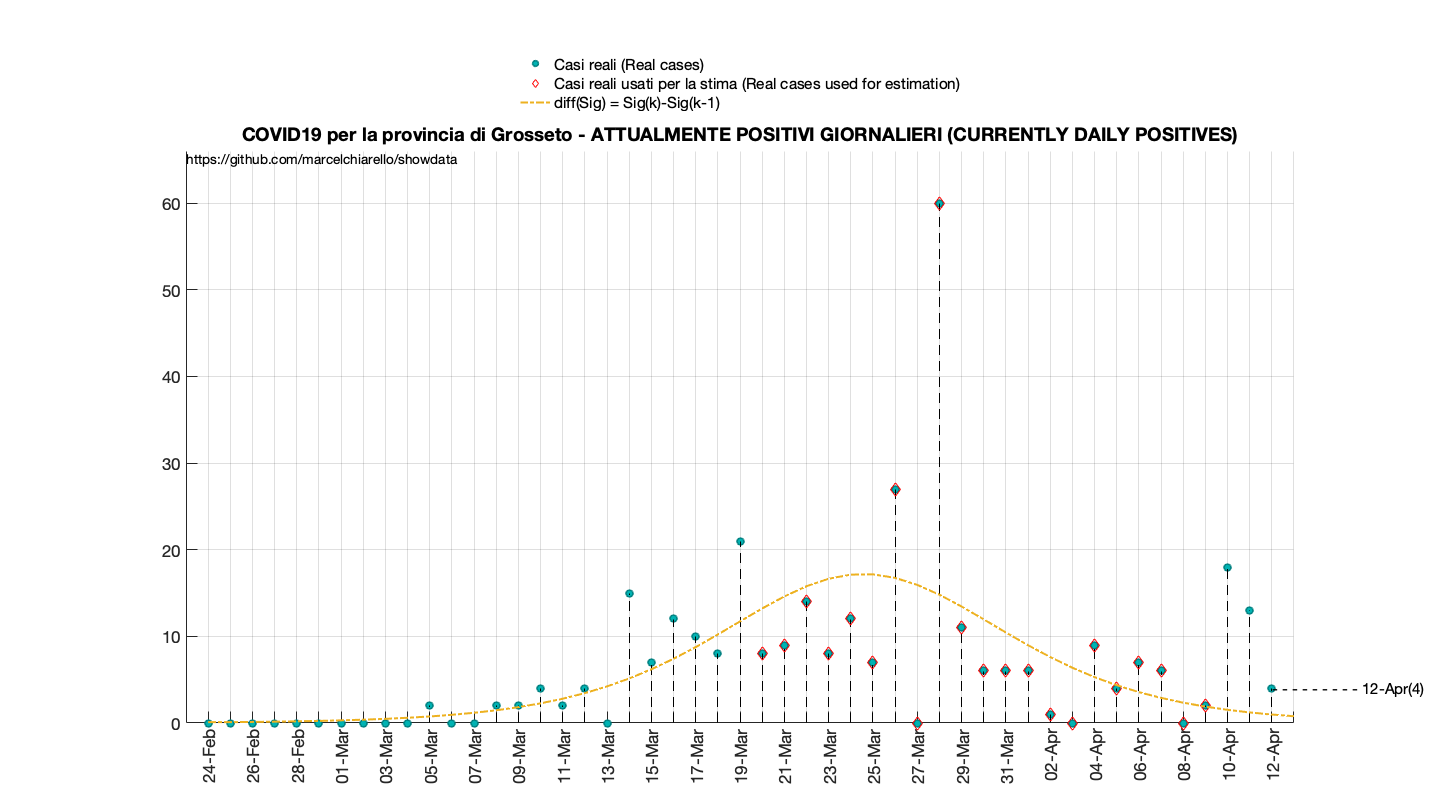 Casi reali (Real cases)
Casi reali usati per la stima (Real cases used for estimation)
diff(Sig) = Sig(k)-Sig(k-1)
COVID19 per la provincia di Grosseto - ATTUALMENTE POSITIVI GIORNALIERI (CURRENTLY DAILY POSITIVES)
https://github.com/marcelchiarello/showdata
60
50
40
30
20
10
0
12-Apr(4)
24-Feb
26-Feb
28-Feb
01-Mar
03-Mar
05-Mar
07-Mar
09-Mar
11-Mar
13-Mar
15-Mar
17-Mar
19-Mar
21-Mar
23-Mar
25-Mar
27-Mar
29-Mar
31-Mar
02-Apr
04-Apr
06-Apr
08-Apr
10-Apr
12-Apr